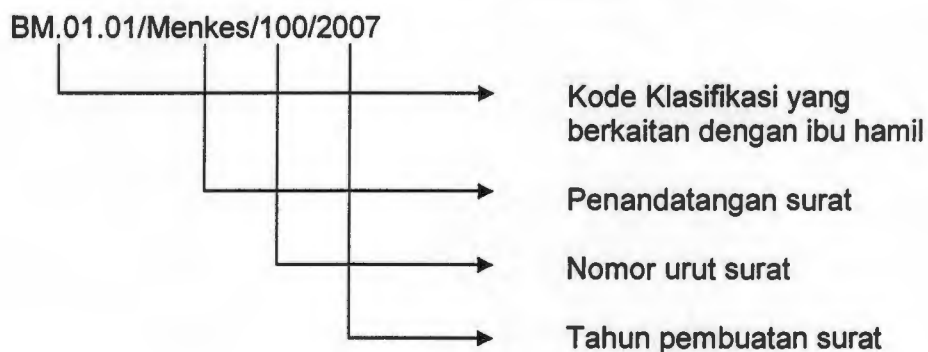 BM.01.01/Menkes/100/2007
Kode Klasifikasi yang
berkaitan dengan ibu hamil
Penandatangan surat
Nomor urut surat
Tahun pembuatan surat